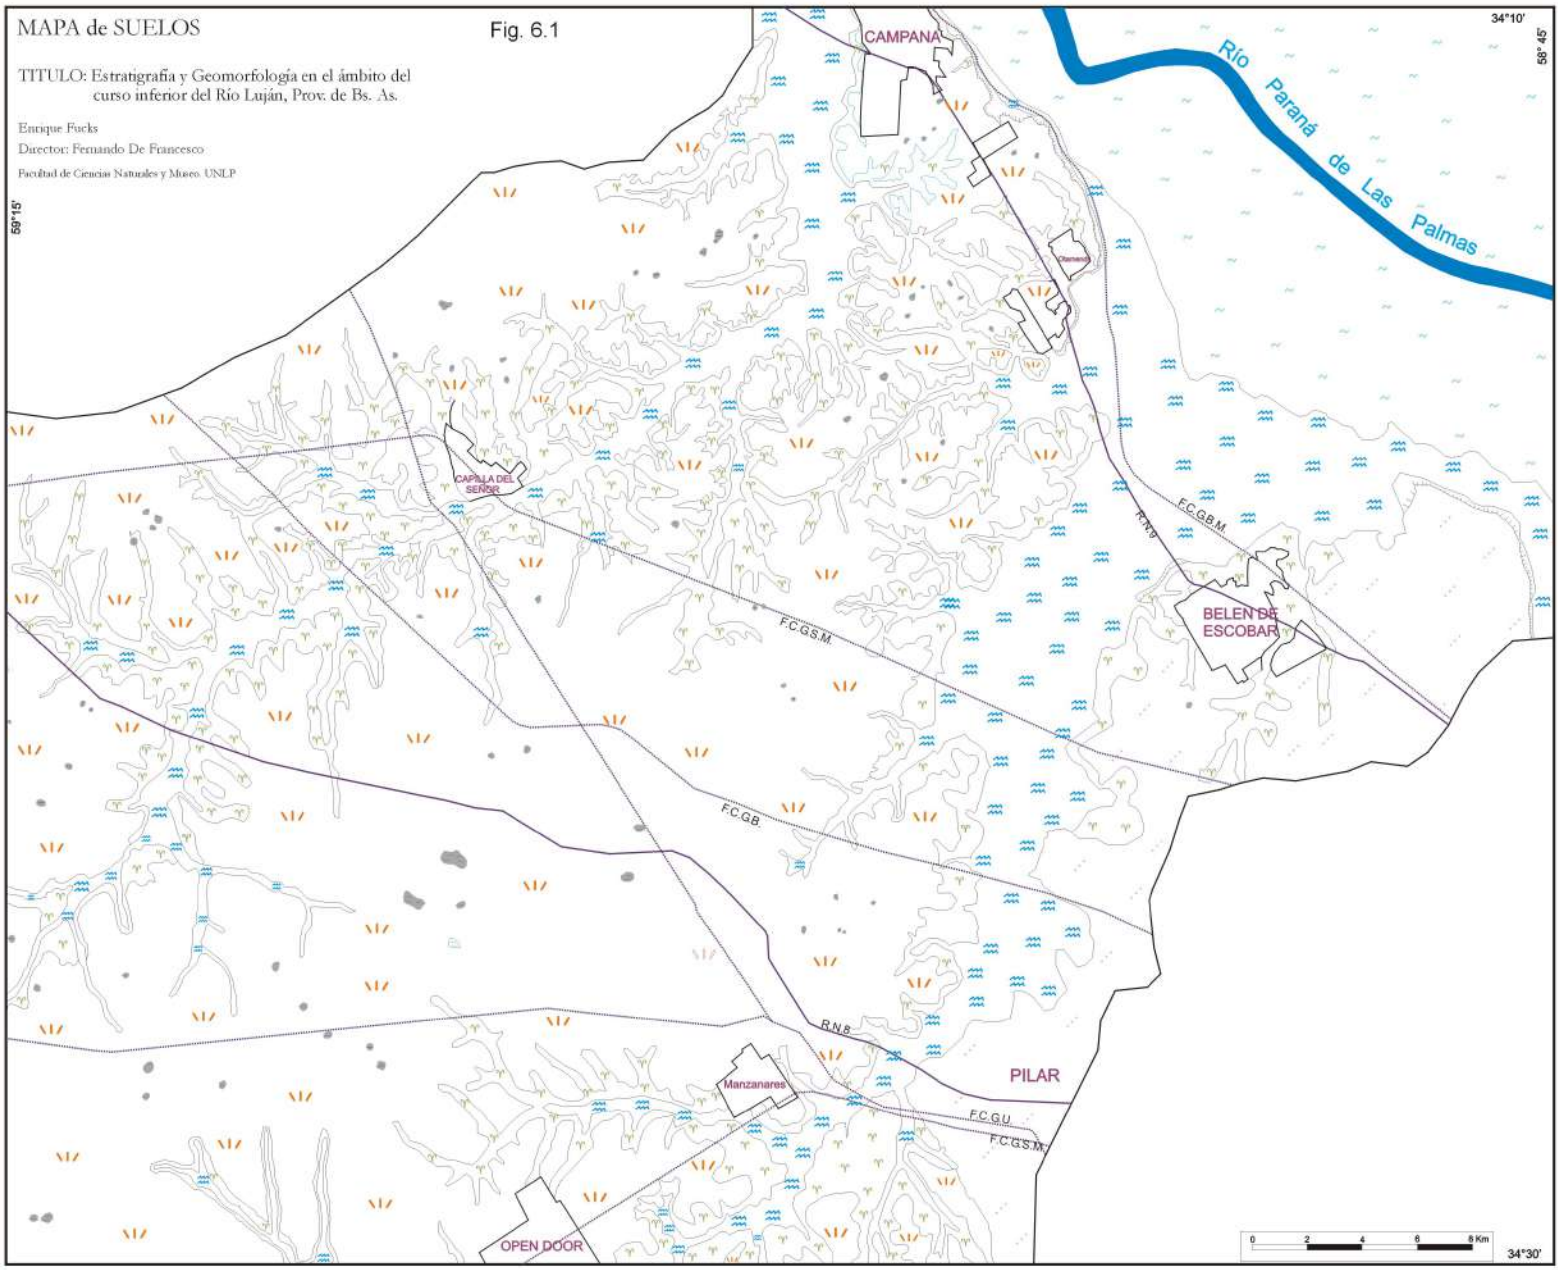 MAPA de SUELOS
Fig. 6.1
TITULO: Estratigrafía y Geomorfología en el ámbito del
curso inferior del Río Luján, Prov. de Bs. As.
Enrique Fucks
Director: Fernando De Francesco
Facultad de Ciencias Naturales y Museo. UNLP
34°10'
58° 45'
59°15'
CAMPANA
Río Paraná de Las Palmas
Otamendi
CAPILLA DEL
SEÑOR
F.C.G.B.M.
R.N.9
BELEN DE
ESCOBAR
F.C.G.S.M.
F.C.G.B.
R.N.8
PILAR
Manzanares
F.C.G.U.
F.C.G.S.M.
OPEN DOOR
0 2 4 6 8 Km
34°30'